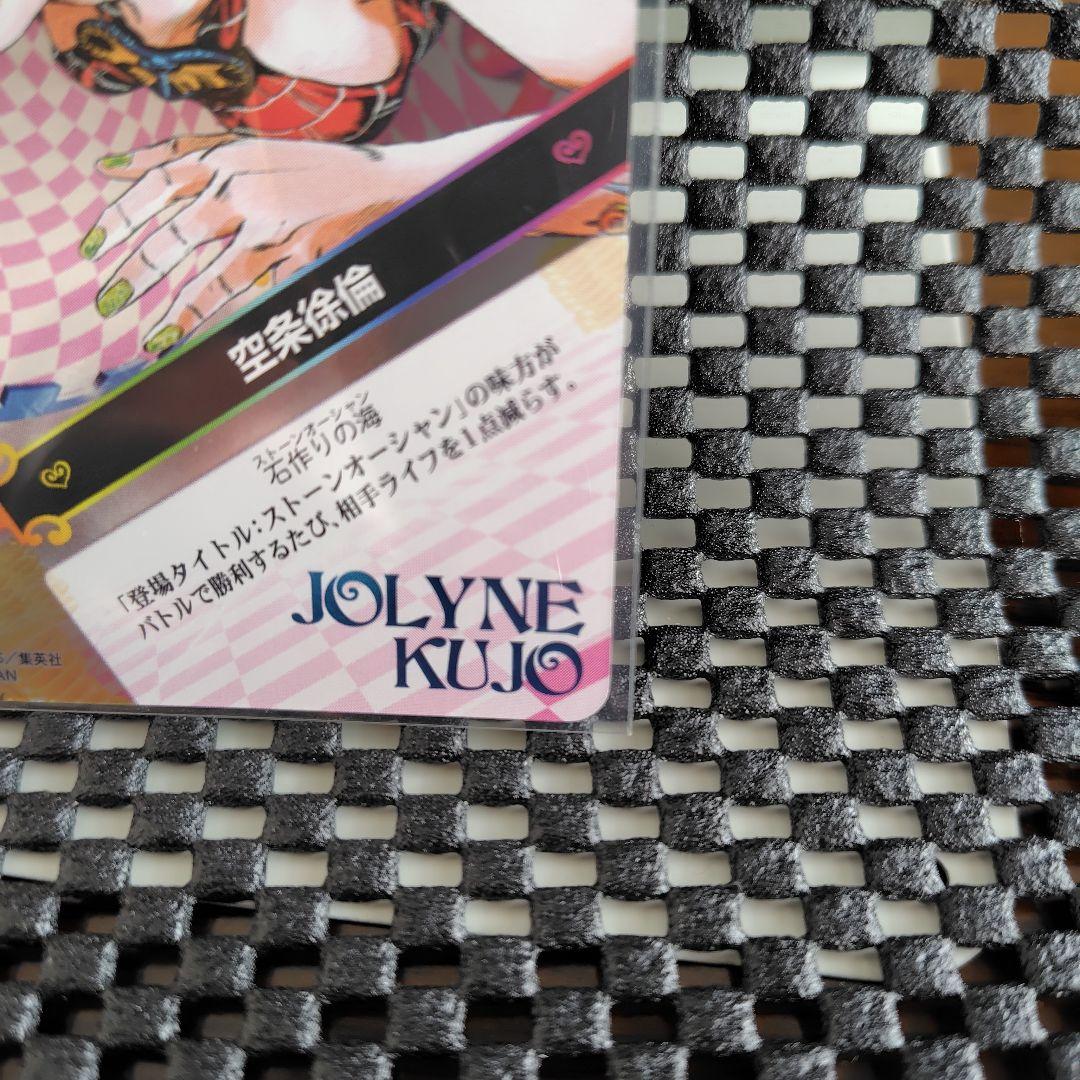 空条徐倫
ストーンオーシャン
石作りの海
「登場タイトル：ストーンオーシャン」の味方が
バトルで勝利するたび、相手ライフを1点減らす。
JOLYNE
KUJO
／集英社
AN